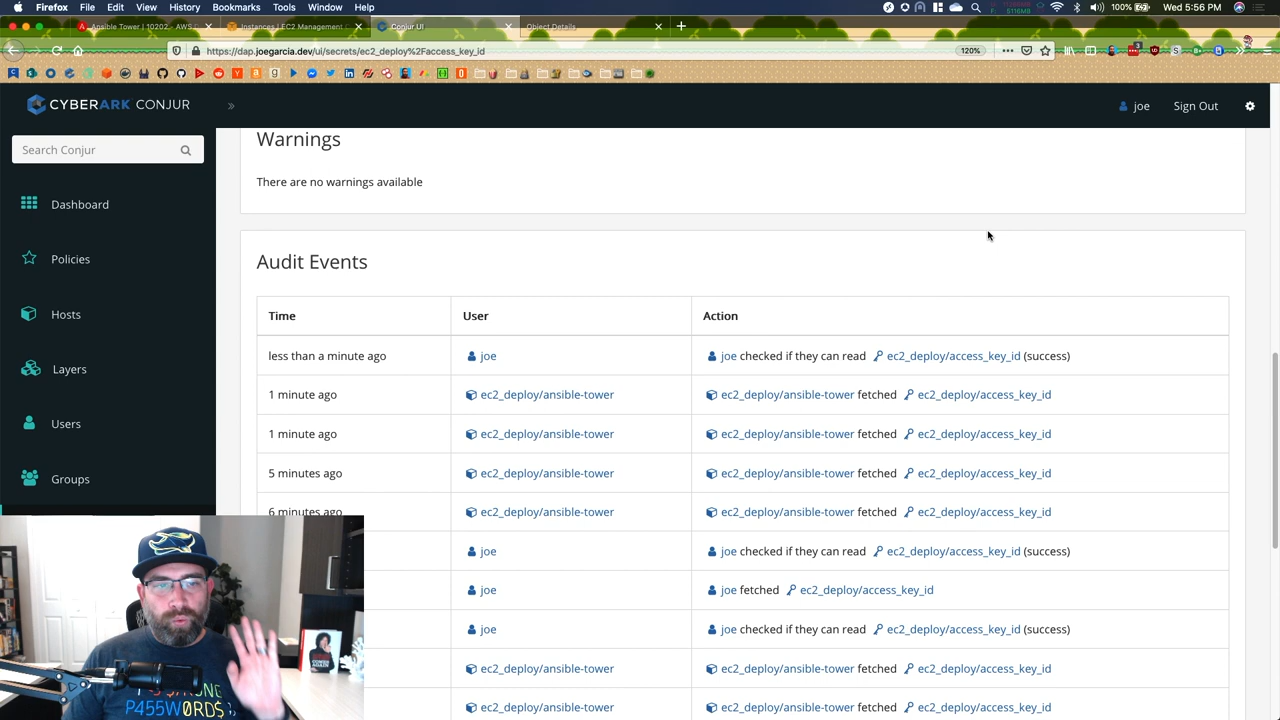 Firefox File Edit View History Bookmarks Tools Window Help 100% Wed 5:56 PM
Ansible Tower | 10202 - AWS Instances | EC2 Management Conjur UI Object Details
https://dap.joegarcia.dev/ui/secrets/ec2_deploy%2Faccess_key_id 120%
CYBERARK CONJUR » joe Sign Out
Search Conjur
Dashboard
Policies
Hosts
Layers
Users
Groups
Warnings
There are no warnings available
Audit Events
Time User Action
less than a minute ago joe joe checked if they can read ec2_deploy/access_key_id (success)
1 minute ago ec2_deploy/ansible-tower ec2_deploy/ansible-tower fetched ec2_deploy/access_key_id
1 minute ago ec2_deploy/ansible-tower ec2_deploy/ansible-tower fetched ec2_deploy/access_key_id
5 minutes ago ec2_deploy/ansible-tower ec2_deploy/ansible-tower fetched ec2_deploy/access_key_id
6 minutes ago ec2_deploy/ansible-tower ec2_deploy/ansible-tower fetched ec2_deploy/access_key_id
joe joe checked if they can read ec2_deploy/access_key_id (success)
joe joe fetched ec2_deploy/access_key_id
joe joe checked if they can read ec2_deploy/access_key_id (success)
ec2_deploy/ansible-tower ec2_deploy/ansible-tower fetched ec2_deploy/access_key_id
ec2_deploy/ansible-tower ec2_deploy/ansible-tower fetched ec2_deploy/access_key_id
P455W0RD$